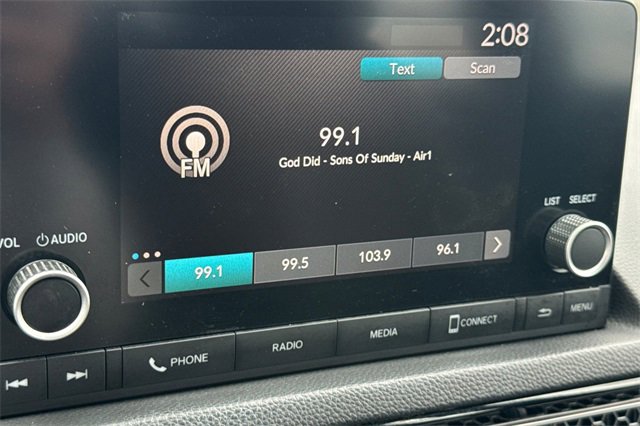 2:08
Text Scan
99.1
FM
God Did - Sons Of Sunday - Air1
LIST SELECT
VOL AUDIO
99.1 99.5 103.9 96.1
PHONE RADIO MEDIA CONNECT MENU